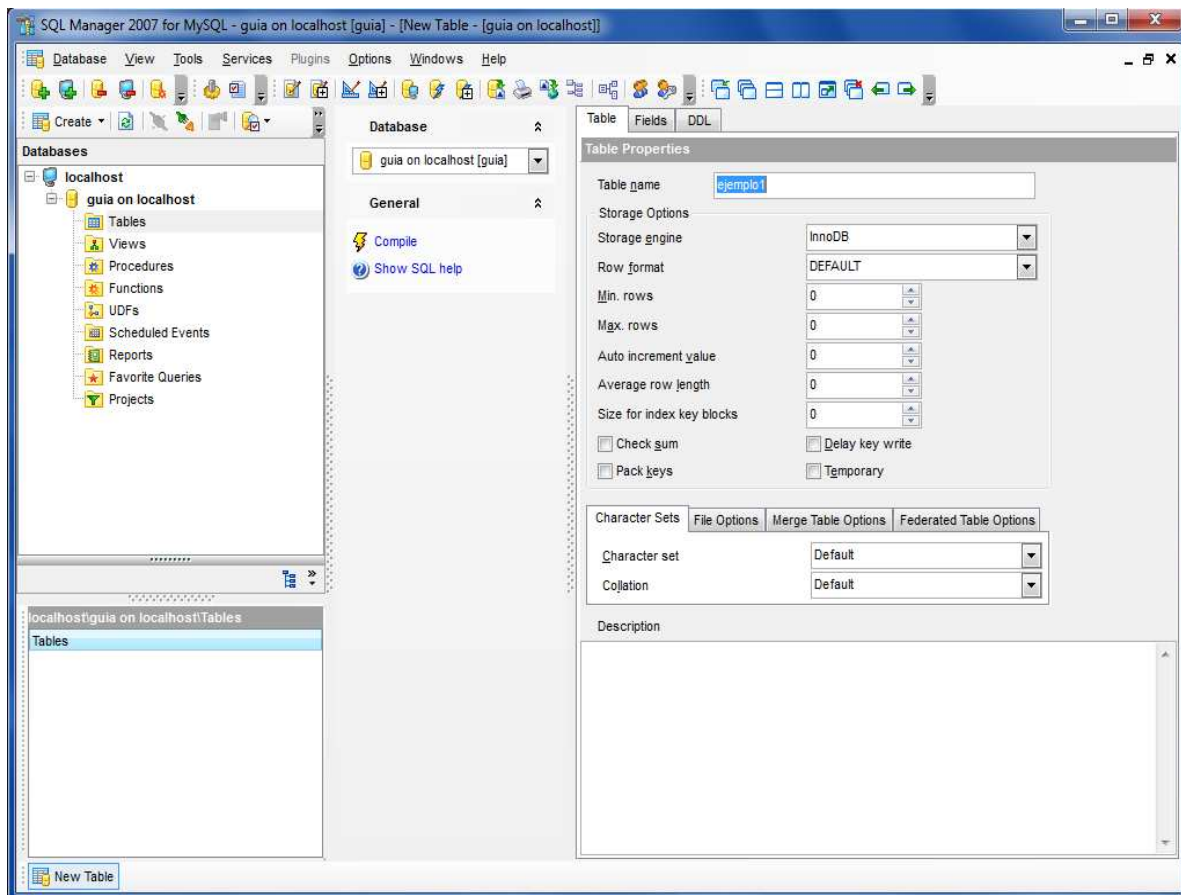 SQL Manager 2007 for MySQL - guia on localhost [guia] - [New Table - [guia on localhost]]
Database View Tools Services Plugins Options Windows Help
Create
Databases
localhost
guia on localhost
Tables
Views
Procedures
Functions
UDFs
Scheduled Events
Reports
Favorite Queries
Projects
localhost\guia on localhost\Tables
Tables
Database
guia on localhost [guia]
General
Compile
Show SQL help
Table Fields DDL
Table Properties
Table name ejemplo1
Storage Options
Storage engine InnoDB
Row format DEFAULT
Min. rows 0
Max. rows 0
Auto increment value 0
Average row length 0
Size for index key blocks 0
Check sum Delay key write
Pack keys Temporary
Character Sets File Options Merge Table Options Federated Table Options
Character set Default
Collation Default
Description
New Table